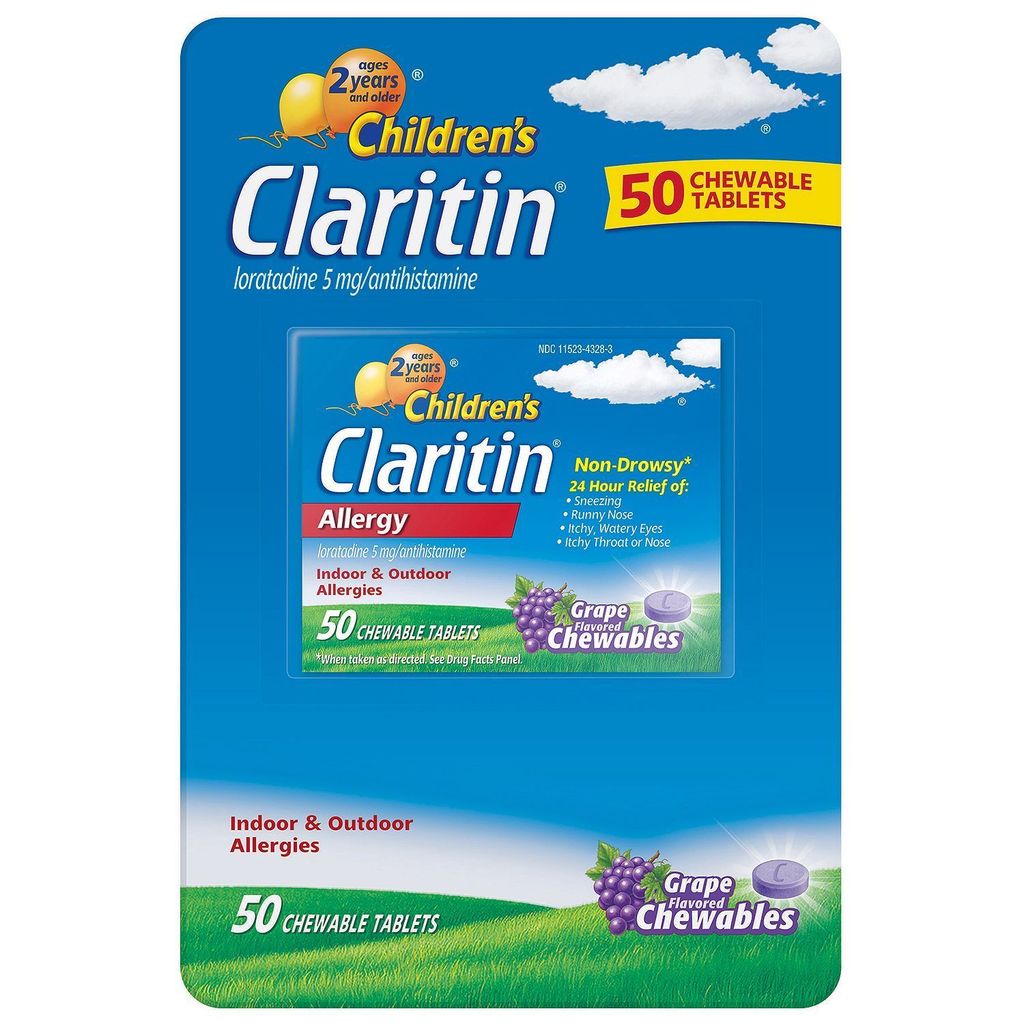 ages
2 years
and older
®
Children's
Claritin®
loratadine 5 mg/antihistamine
®
50 CHEWABLE
TABLETS
NDC 11523-4328-3
ages
2 years
and older
®
Children's
Claritin®
®
Allergy
loratadine 5 mg/antihistamine
Indoor & Outdoor
Allergies
50 CHEWABLE TABLETS
*When taken as directed. See Drug Facts Panel.
Non-Drowsy*
24 Hour Relief of:
• Sneezing
• Runny Nose
• Itchy, Watery Eyes
• Itchy Throat or Nose
C
Grape
Flavored
Chewables
Indoor & Outdoor
Allergies
50 CHEWABLE TABLETS
C
Grape
Flavored
Chewables